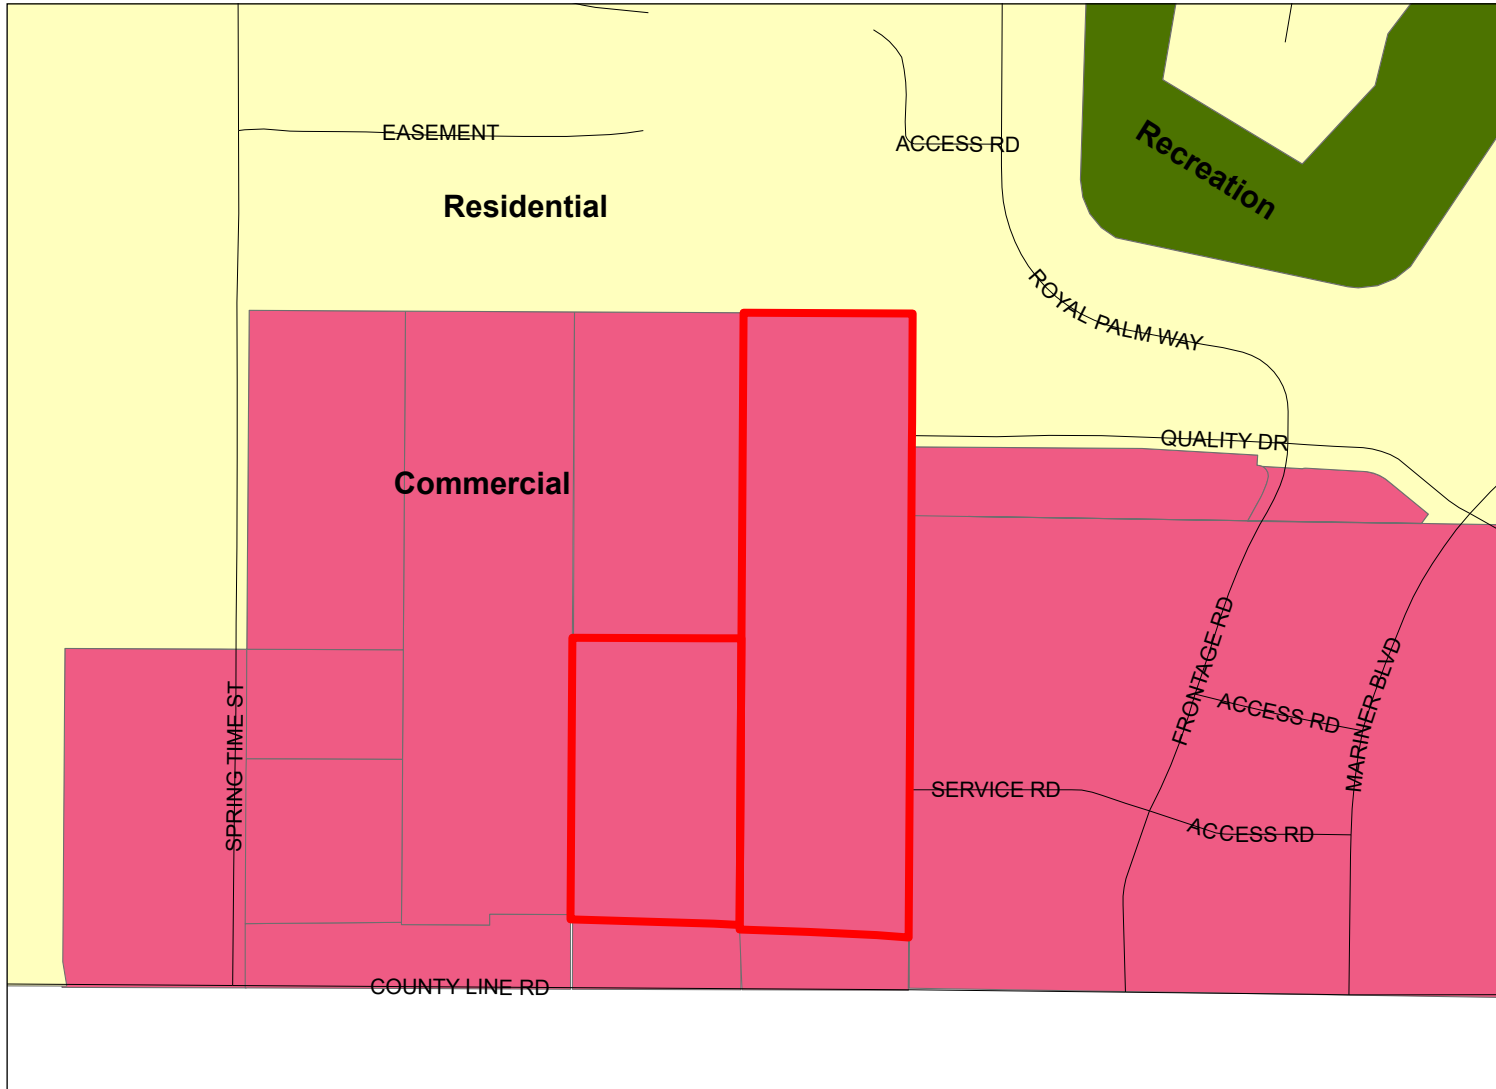 EASEMENT
ACCESS RD
Recreation
Residential
ROYAL PALM WAY
QUALITY DR
Commercial
FRONTAGE RD
ACCESS RD
MARINER BLVD
SPRING TIME ST
SERVICE RD
ACCESS RD
COUNTY LINE RD